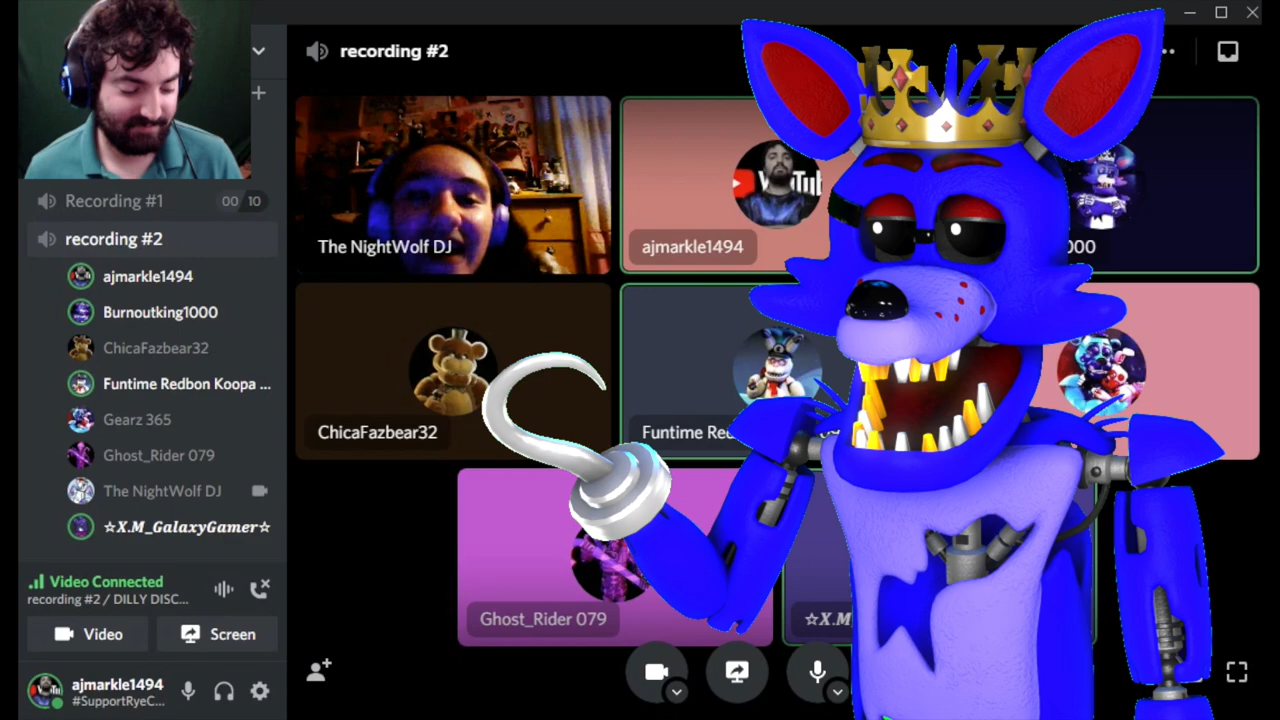 recording #2
Recording #1
00 10
recording #2
ajmarkle1494
Burnoutking1000
ChicaFazbear32
Funtime Redbon Koopa ...
Gearz 365
Ghost_Rider 079
The NightWolf DJ
☆X.M_GalaxyGamer☆
Video Connected
recording #2 / DILLY DISC...
Video
Screen
ajmarkle1494
#SupportRyeC...
The NightWolf DJ
ajmarkle1494
000
ChicaFazbear32
Funtime Red
Ghost_Rider 079
☆X.M